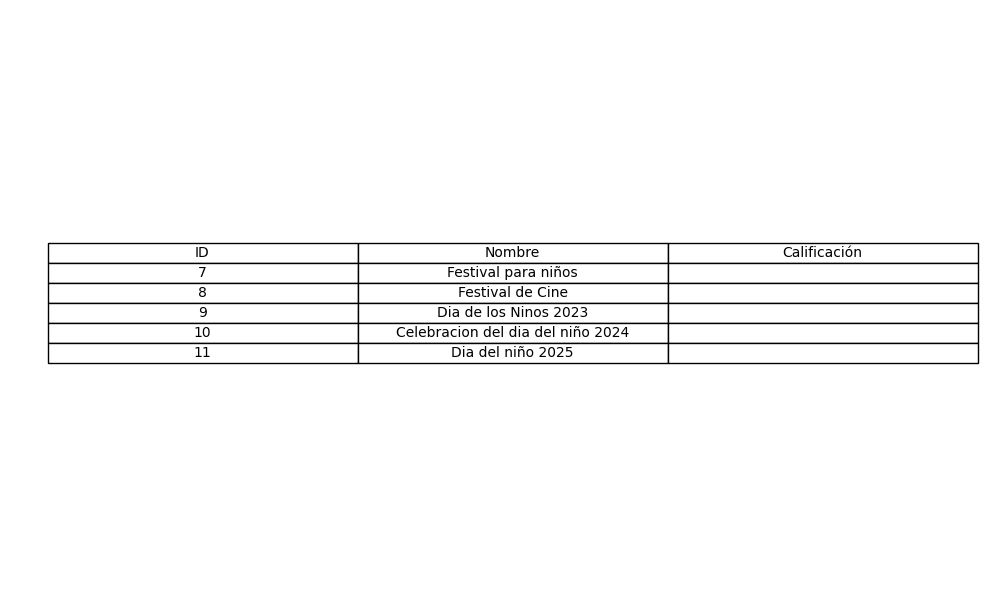 ID Nombre Calificación
7 Festival para niños
8 Festival de Cine
9 Dia de los Ninos 2023
10 Celebracion del dia del niño 2024
11 Dia del niño 2025